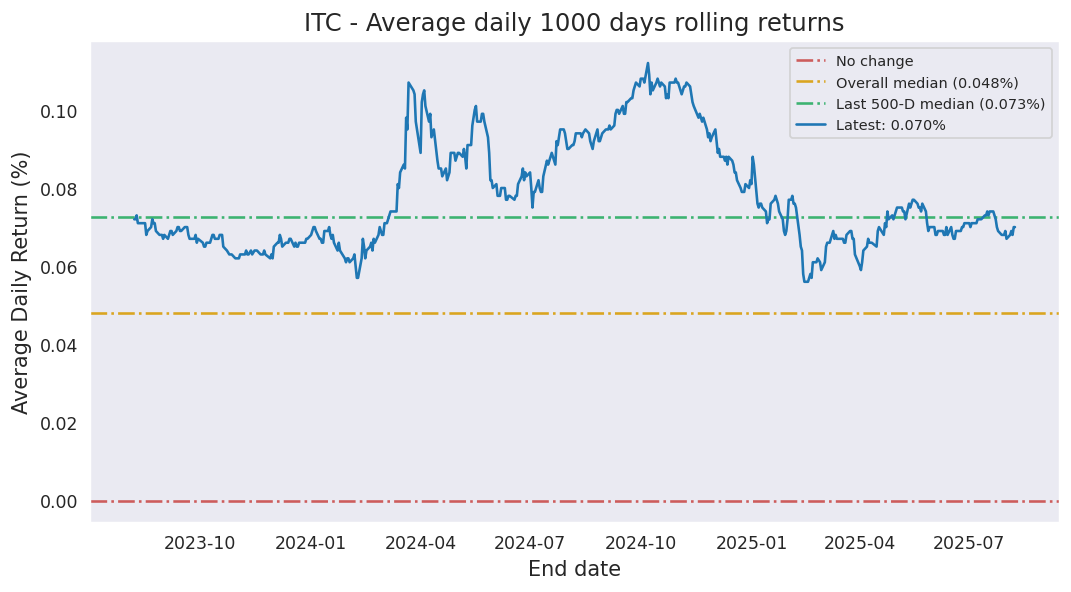 ITC - Average daily 1000 days rolling returns
No change
Overall median (0.048%)
Last 500-D median (0.073%)
Latest: 0.070%
Average Daily Return (%)
0.10
0.08
0.06
0.04
0.02
0.00
2023-10 2024-01 2024-04 2024-07 2024-10 2025-01 2025-04 2025-07
End date